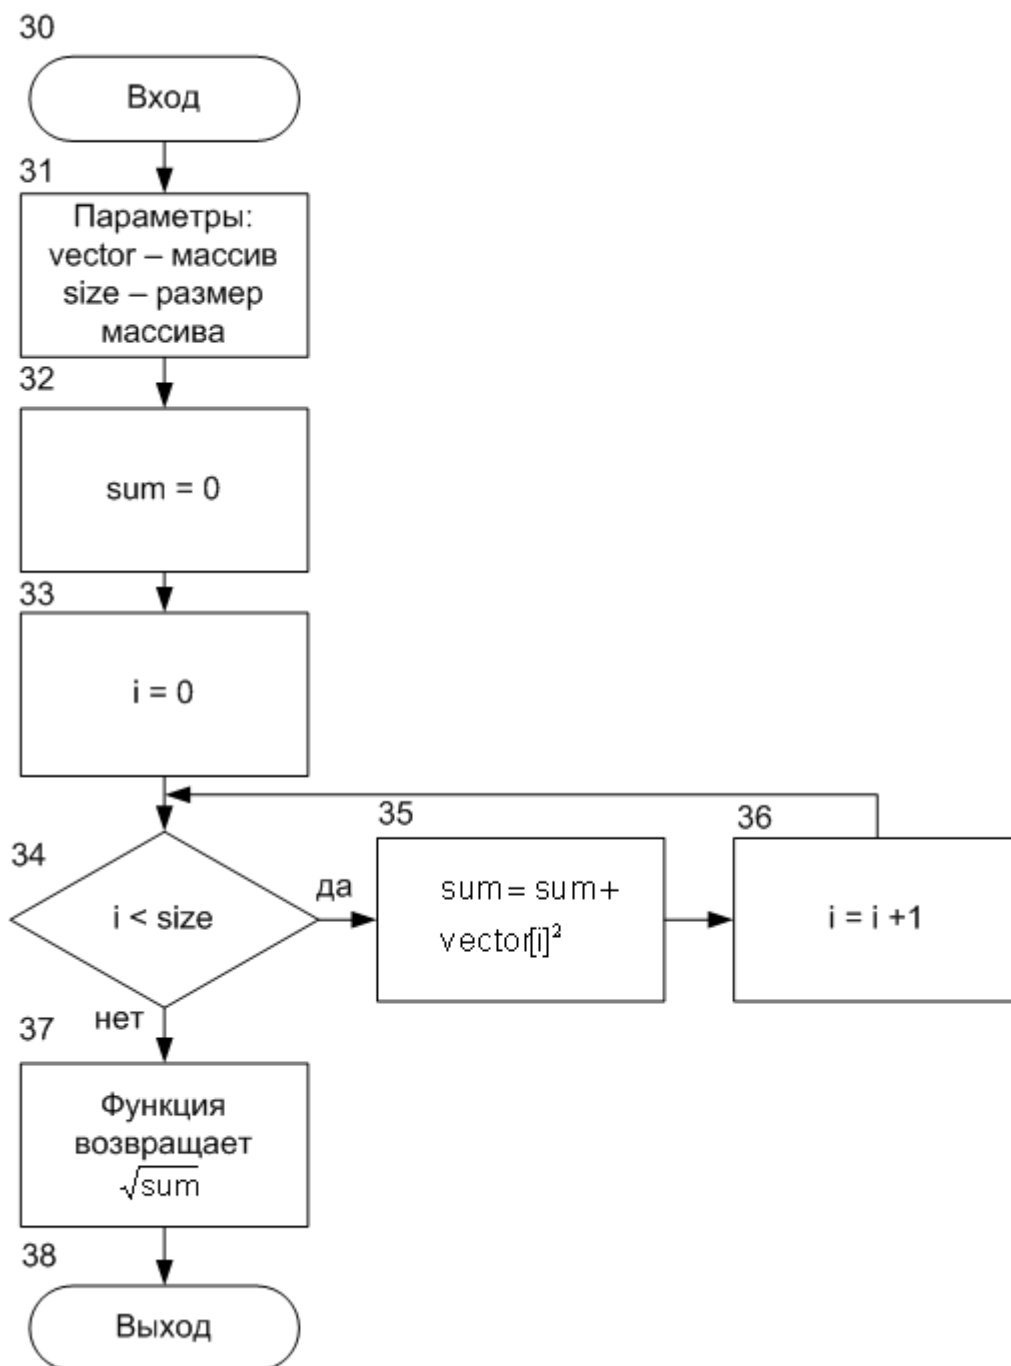 30
Вход
31
Параметры:
vector – массив
size – размер
массива
32
sum = 0
33
i = 0
34
i < size
да
35
sum = sum +
vector[i]²
36
i = i +1
нет
37
Функция
возвращает
√sum
38
Выход